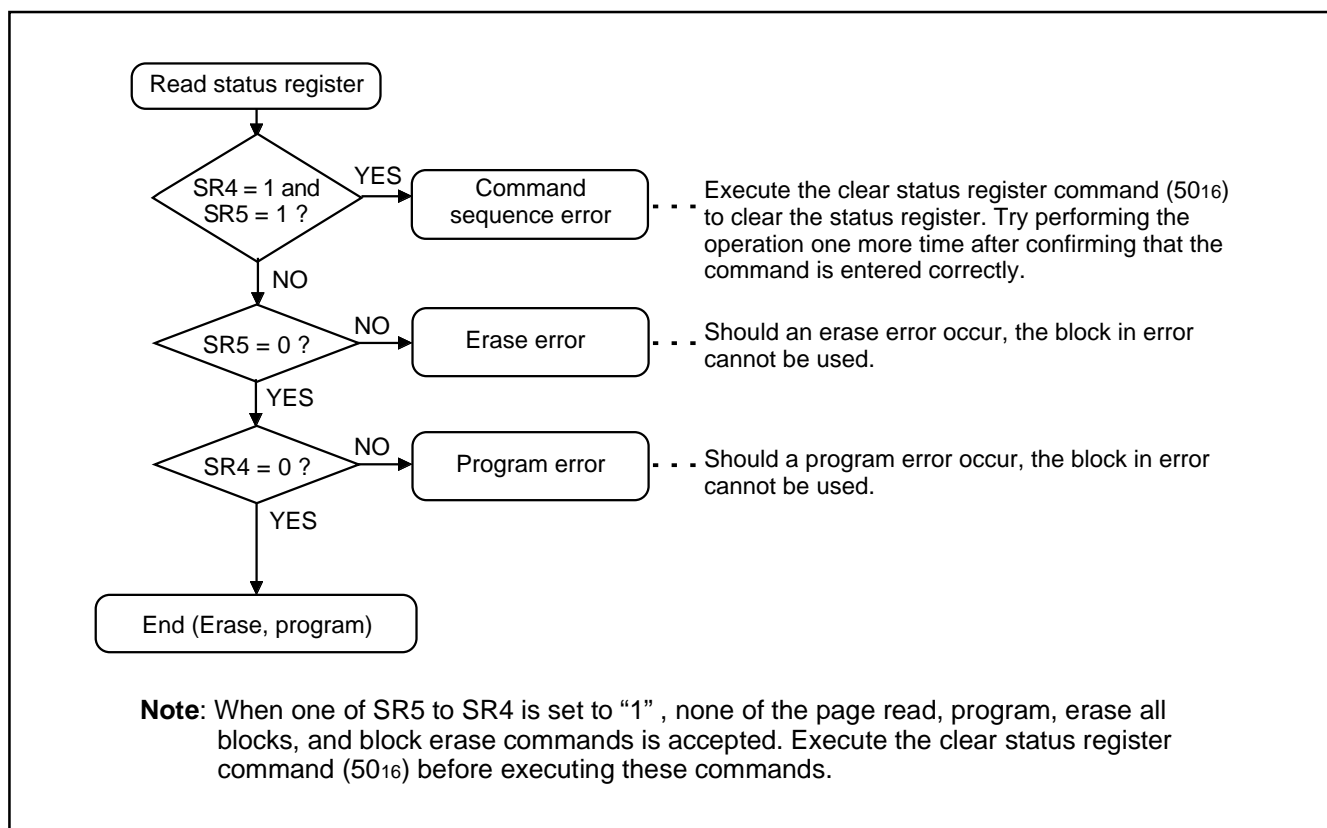 Read status register
SR4 = 1 and
SR5 = 1 ?
YES
Command
sequence error
Execute the clear status register command (5016)
to clear the status register. Try performing the
operation one more time after confirming that the
command is entered correctly.
NO
SR5 = 0 ?
NO
Erase error
Should an erase error occur, the block in error
cannot be used.
YES
SR4 = 0 ?
NO
Program error
Should a program error occur, the block in error
cannot be used.
YES
End (Erase, program)
Note: When one of SR5 to SR4 is set to “1” , none of the page read, program, erase all
blocks, and block erase commands is accepted. Execute the clear status register
command (5016) before executing these commands.